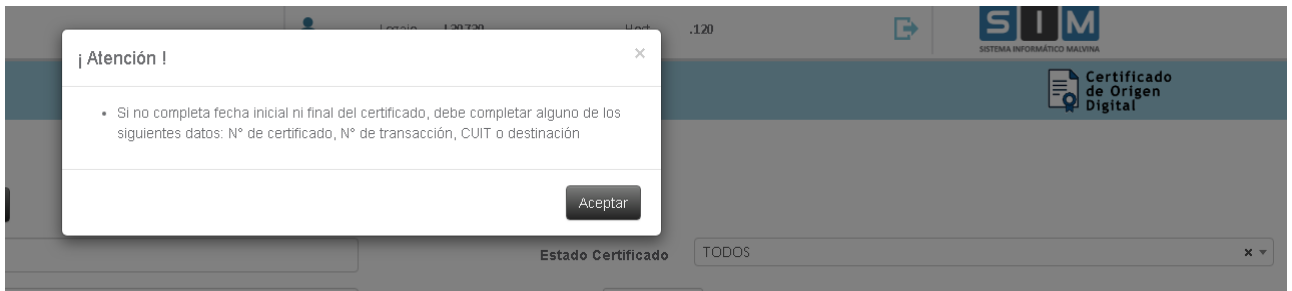 .120
SIM
SISTEMA INFORMÁTICO MALVINA
¡ Atención !
×
Certificado
de Origen
Digital
• Si no completa fecha inicial ni final del certificado, debe completar alguno de los
siguientes datos: N° de certificado, N° de transacción, CUIT o destinación
Aceptar
Estado Certificado
TODOS